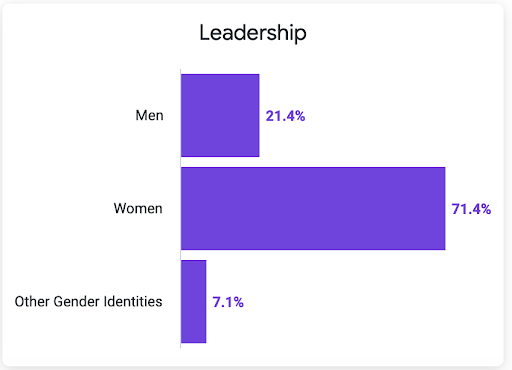 Leadership
Men
21.4%
Women
71.4%
Other Gender Identities
7.1%